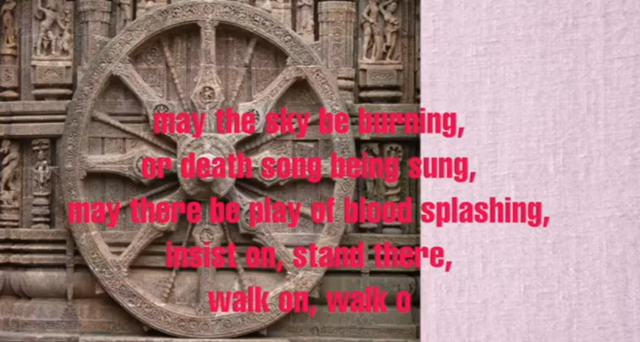 may the sky be burning,
or death song being sung,
may there be play of blood splashing,
insist on, stand there,
walk on, walk o